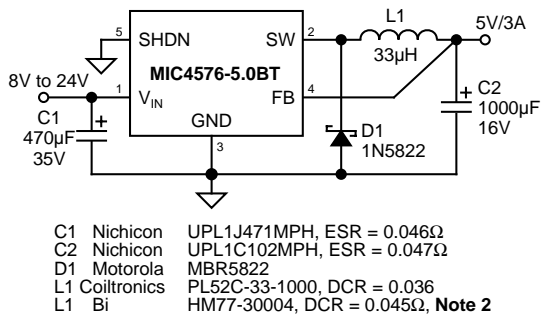 L1
33µH
5V/3A
5
SHDN
SW
2
MIC4576-5.0BT
8V to 24V
1
VIN
FB
4
GND
3
C1
470µF
35V
+
D1
1N5822
+
C2
1000µF
16V
C1 Nichicon UPL1J471MPH, ESR = 0.046Ω
C2 Nichicon UPL1C102MPH, ESR = 0.047Ω
D1 Motorola MBR5822
L1 Coiltronics PL52C-33-1000, DCR = 0.036
L1 Bi HM77-30004, DCR = 0.045Ω, Note 2